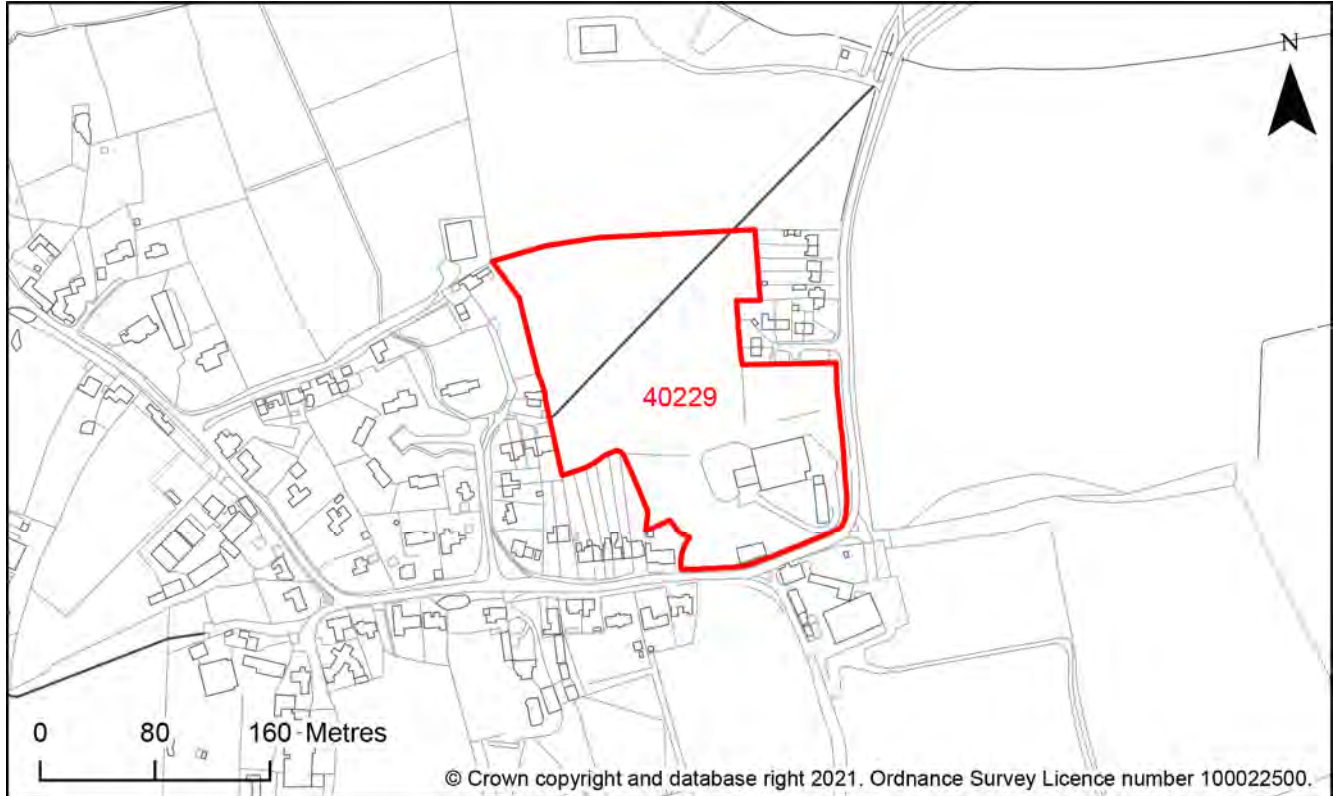 N
40229
0 80 160 Metres
© Crown copyright and database right 2021. Ordnance Survey Licence number 100022500.